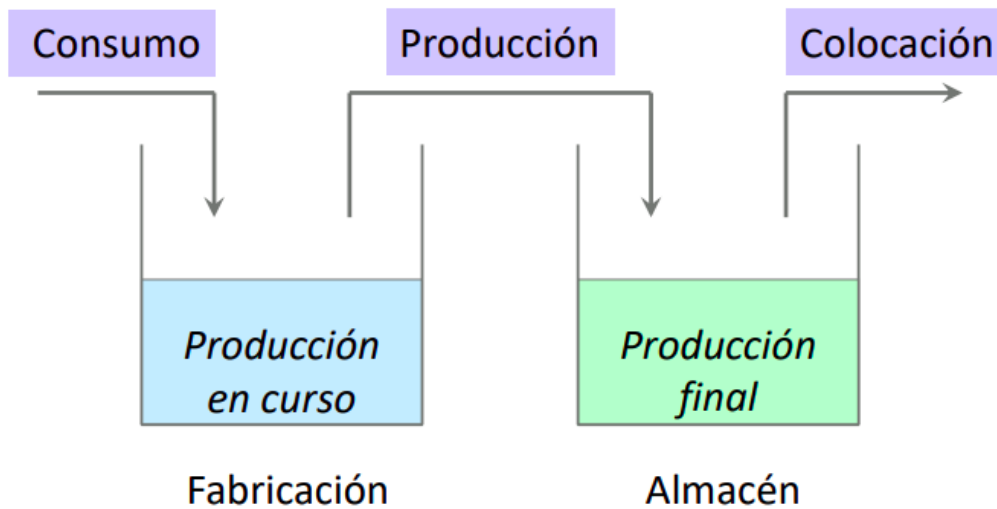 Consumo
Producción
Colocación
Producción
en curso
Producción
final
Fabricación
Almacén